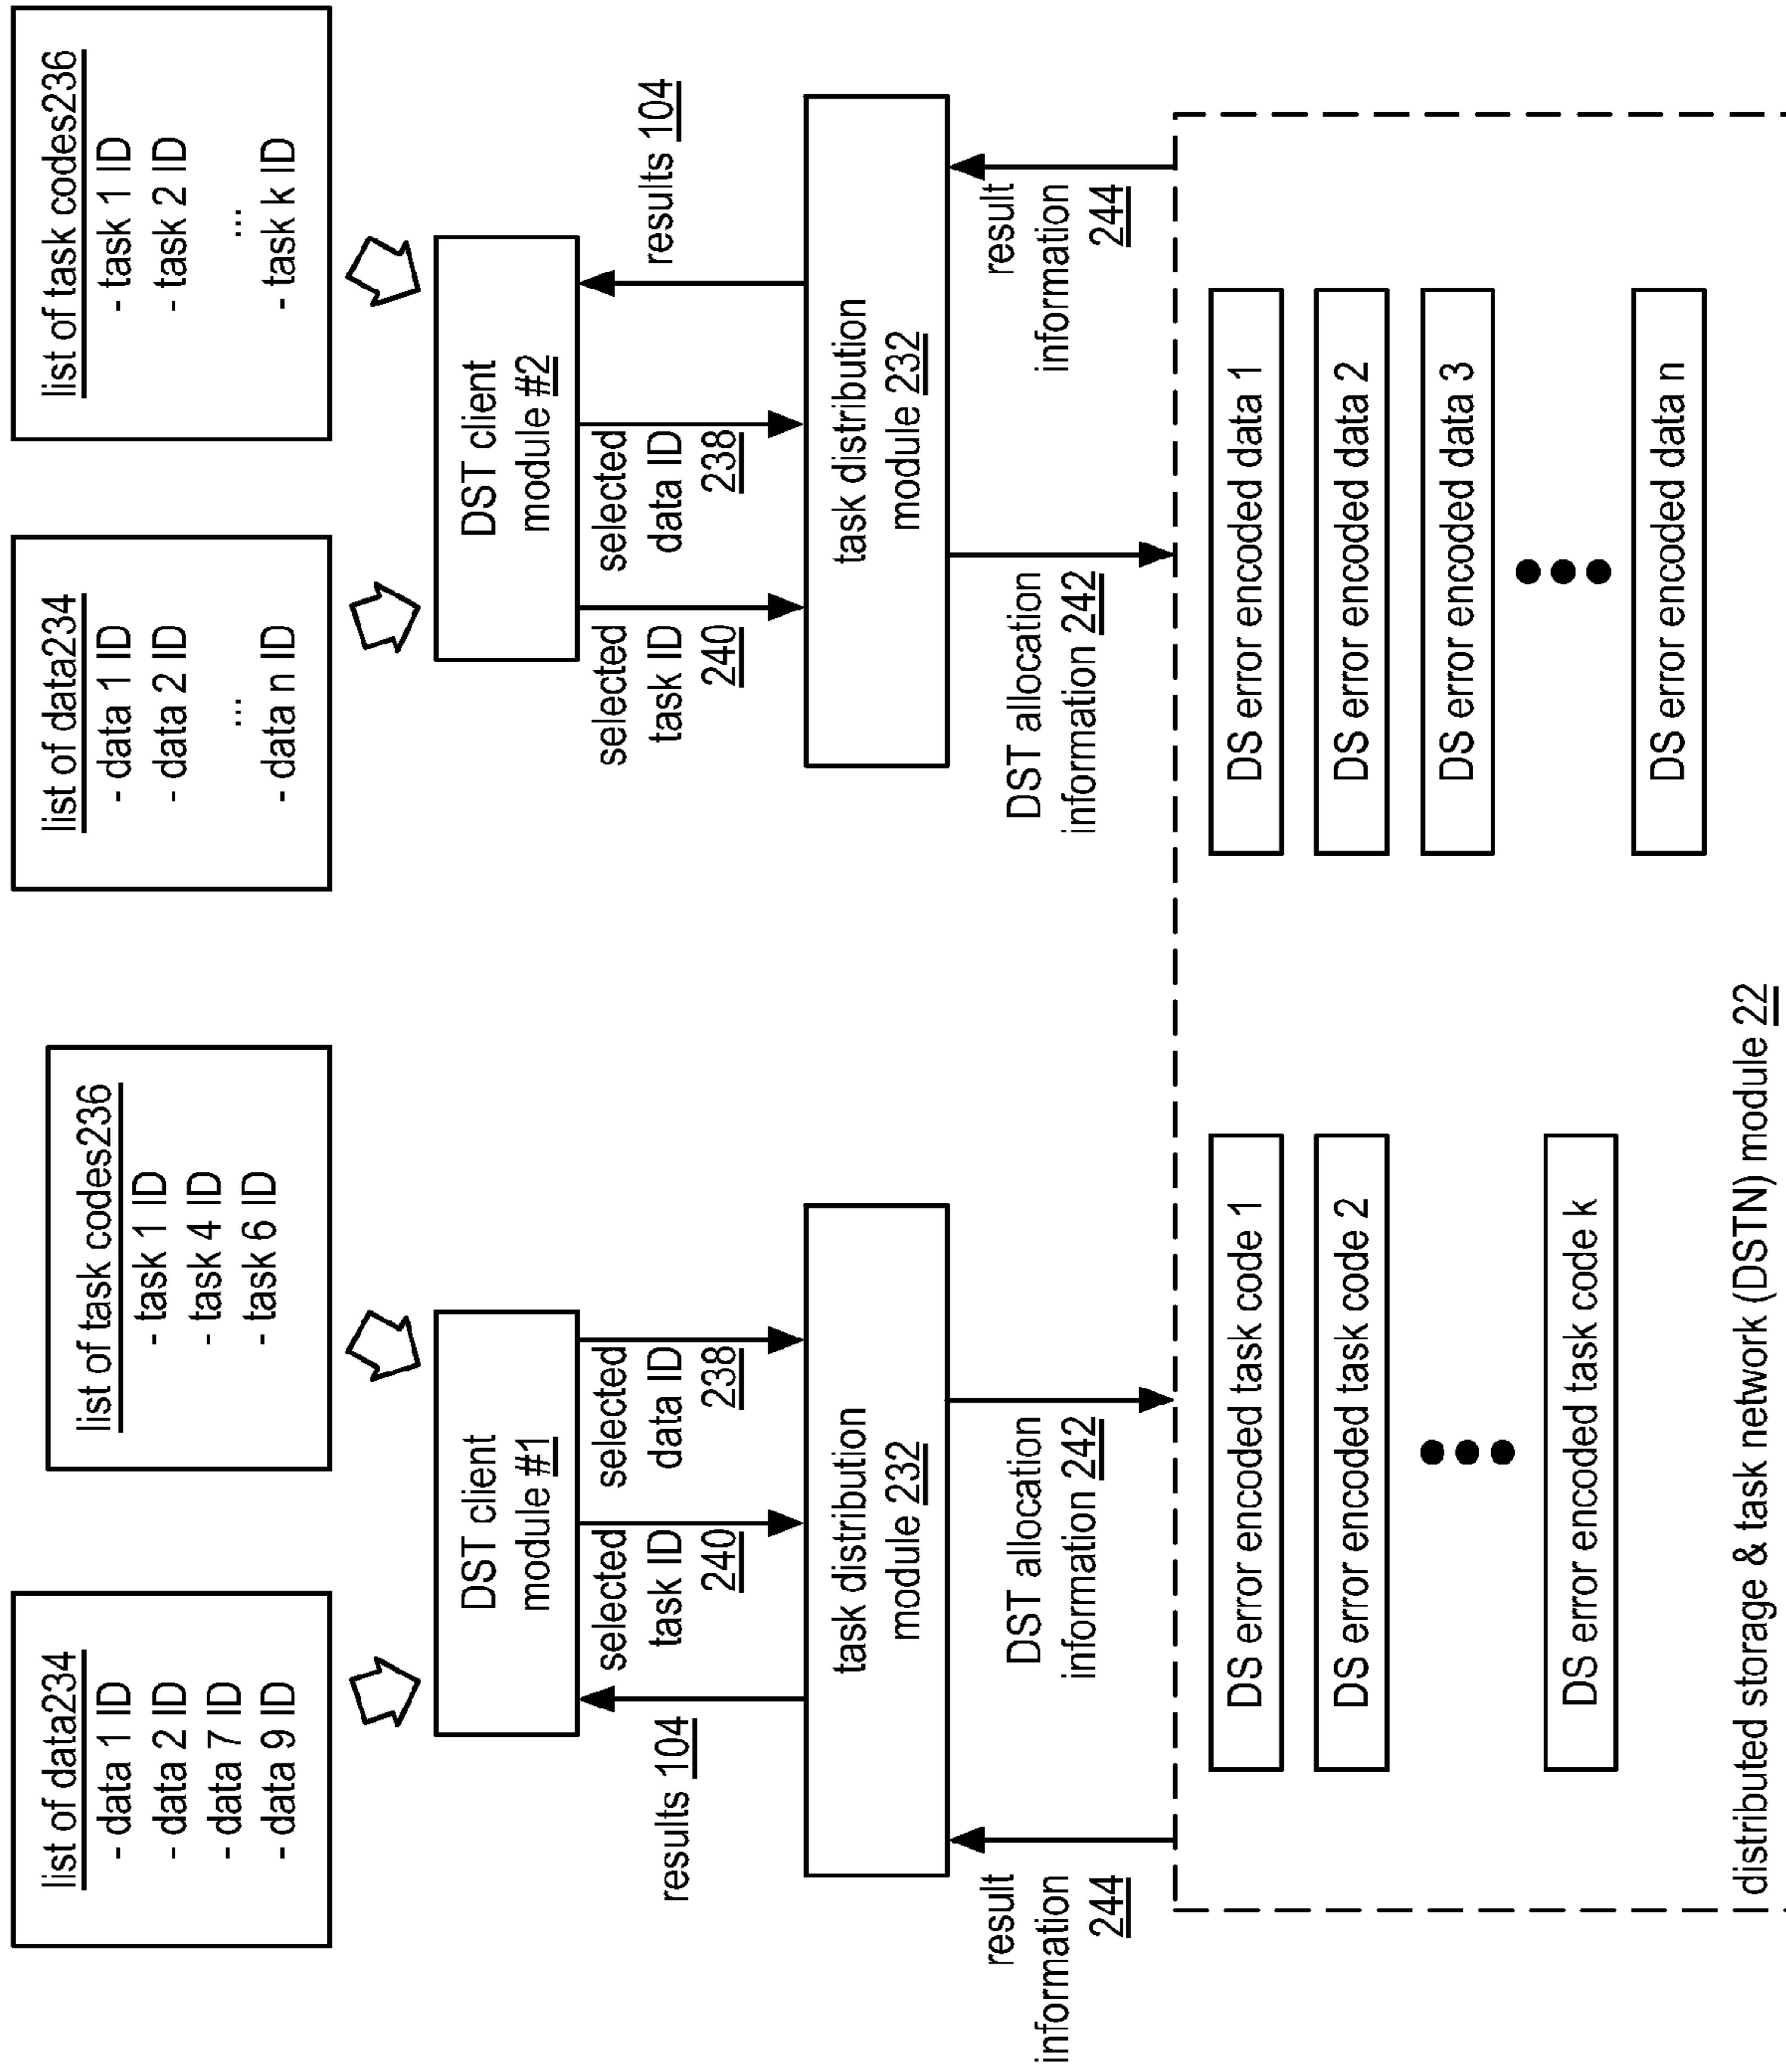 list of data234
- data 1 ID
- data 2 ID
- data 7 ID
- data 9 ID
list of task codes236
- task 1 ID
- task 4 ID
- task 6 ID
list of data234
- data 1 ID
- data 2 ID
...
- data n ID
list of task codes236
- task 1 ID
- task 2 ID
...
- task k ID
DST client
module #1
DST client
module #2
results 104
selected
task ID
240
selected
data ID
238
selected
task ID
240
selected
data ID
238
results 104
task distribution
module 232
task distribution
module 232
result
information
244
DST allocation
information 242
DST allocation
information 242
result
information
244
DS error encoded task code 1
DS error encoded task code 2
DS error encoded task code k
DS error encoded data 1
DS error encoded data 2
DS error encoded data 3
DS error encoded data n
distributed storage & task network (DSTN) module 22